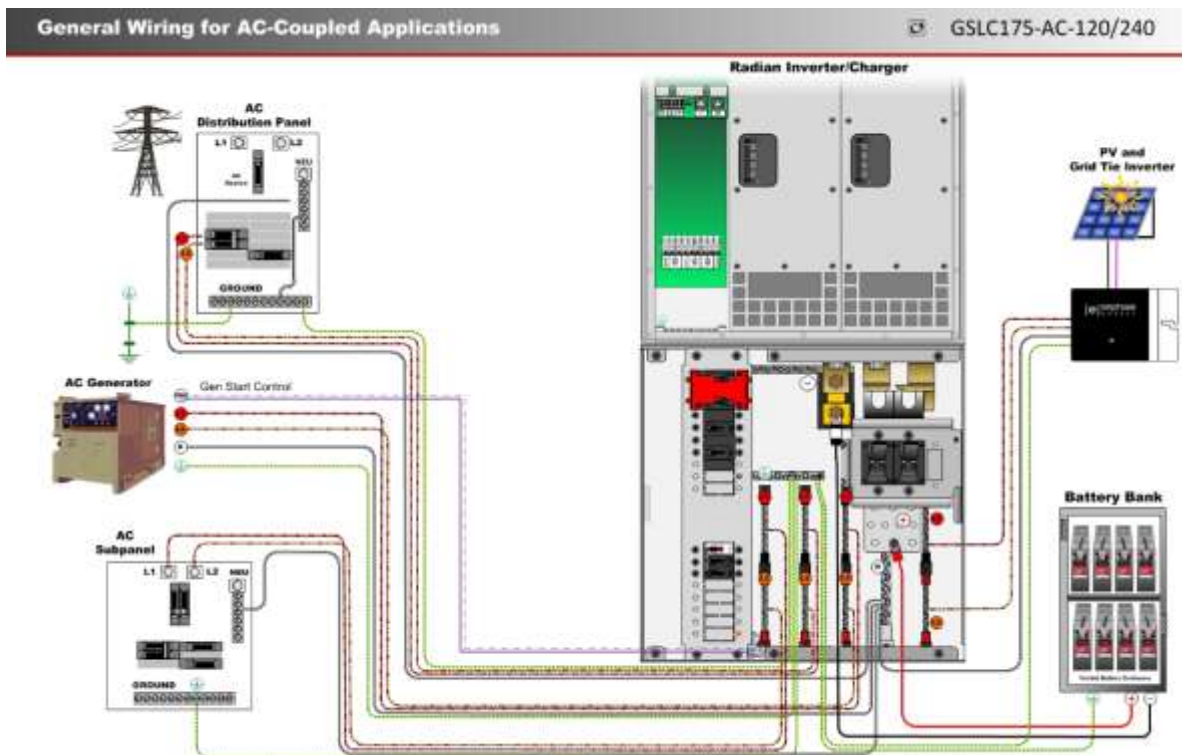 General Wiring for AC-Coupled Applications
GSLC175-AC-120/240
Radian Inverter/Charger
AC
Distribution Panel
L1
L2
NEU
GROUND
PV and
Grid Tie Inverter
AC Generator
Gen Start Control
N
AC
Subpanel
L1
L2
NEU
GROUND
Battery Bank